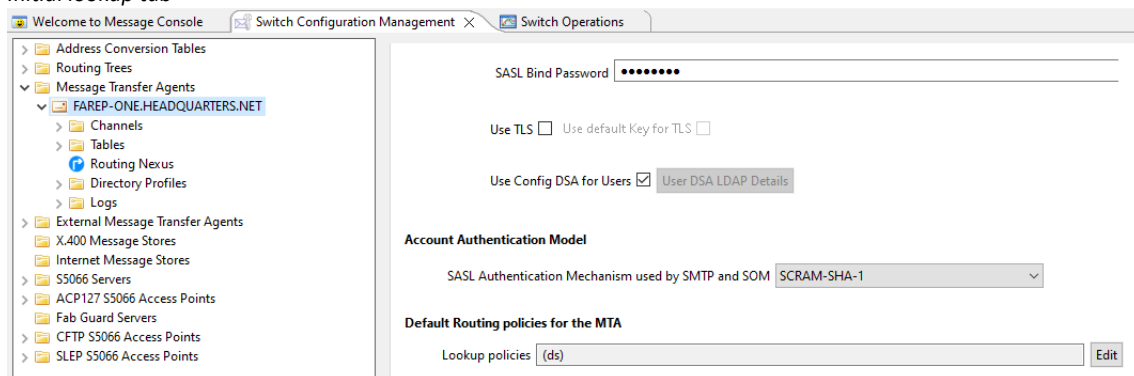 Welcome to Message Console
Switch Configuration Management
Switch Operations
Address Conversion Tables
Routing Trees
Message Transfer Agents
FAREP-ONE.HEADQUARTERS.NET
Channels
Tables
Routing Nexus
Directory Profiles
Logs
External Message Transfer Agents
X.400 Message Stores
Internet Message Stores
S5066 Servers
ACP127 S5066 Access Points
Fab Guard Servers
CFTP S5066 Access Points
SLEP S5066 Access Points
SASL Bind Password ●●●●●●●●
Use TLS Use default Key for TLS
Use Config DSA for Users User DSA LDAP Details
Account Authentication Model
SASL Authentication Mechanism used by SMTP and SOM SCRAM-SHA-1
Default Routing policies for the MTA
Lookup policies (ds) Edit